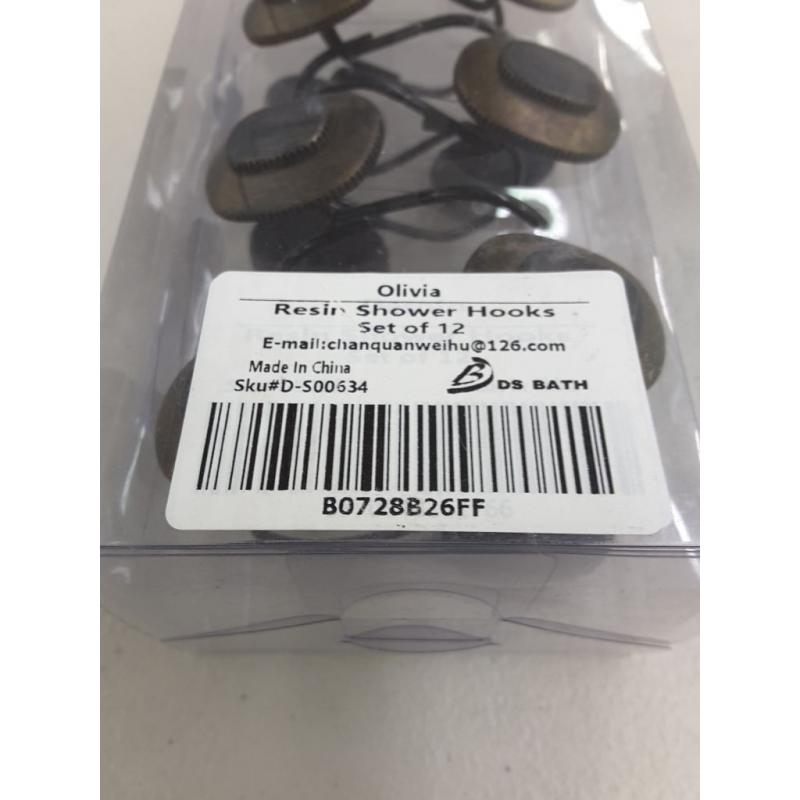 Olivia
Resin Shower Hooks
Set of 12
E-mail:chanquanweihu@126.com
Made In China
Sku#D-S00634
DS BATH
B0728B26FF